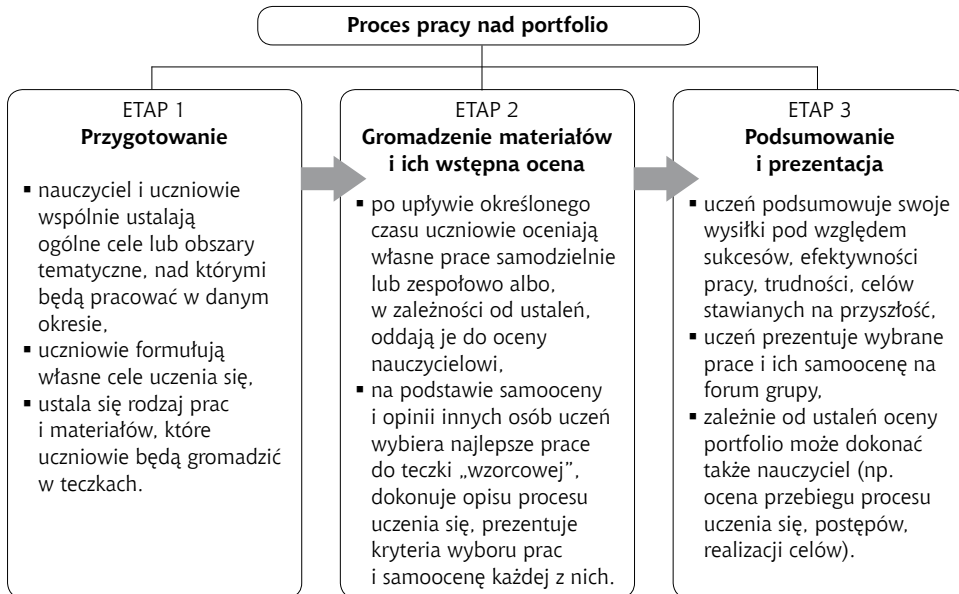 Proces pracy nad portfolio
ETAP 1
Przygotowanie
▪ nauczyciel i uczniowie
wspólnie ustalają
ogólne cele lub obszary
tematyczne, nad którymi
będą pracować w danym
okresie,
▪ uczniowie formułują
własne cele uczenia się,
▪ ustala się rodzaj prac
i materiałów, które
uczniowie będą gromadzić
w teczkach.
ETAP 2
Gromadzenie materiałów
i ich wstępna ocena
▪ po upływie określonego
czasu uczniowie oceniają
własne prace samodzielnie
lub zespołowo albo,
w zależności od ustaleń,
oddają je do oceny
nauczycielowi,
▪ na podstawie samooceny
i opinii innych osób uczeń
wybiera najlepsze prace
do teczki „wzorcowej”,
dokonuje opisu procesu
uczenia się, prezentuje
kryteria wyboru prac
i samoocenę każdej z nich.
ETAP 3
Podsumowanie
i prezentacja
▪ uczeń podsumowuje swoje
wysiłki pod względem
sukcesów, efektywności
pracy, trudności, celów
stawianych na przyszłość,
▪ uczeń prezentuje wybrane
prace i ich samoocenę na
forum grupy,
▪ zależnie od ustaleń oceny
portfolio może dokonać
także nauczyciel (np.
ocena przebiegu procesu
uczenia się, postępów,
realizacji celów).